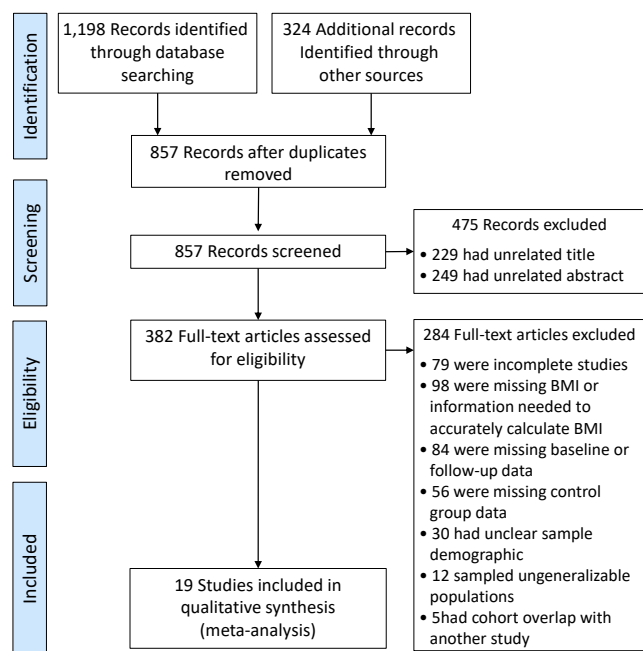 Identification
1,198 Records identified
through database
searching
324 Additional records
Identified through
other sources
857 Records after duplicates
removed
Screening
857 Records screened
475 Records excluded
• 229 had unrelated title
• 249 had unrelated abstract
Eligibility
382 Full-text articles assessed
for eligibility
284 Full-text articles excluded
• 79 were incomplete studies
• 98 were missing BMI or
information needed to
accurately calculate BMI
• 84 were missing baseline or
follow-up data
• 56 were missing control
group data
• 30 had unclear sample
demographic
• 12 sampled ungeneralizable
populations
• 5had cohort overlap with
another study
Included
19 Studies included in
qualitative synthesis
(meta-analysis)